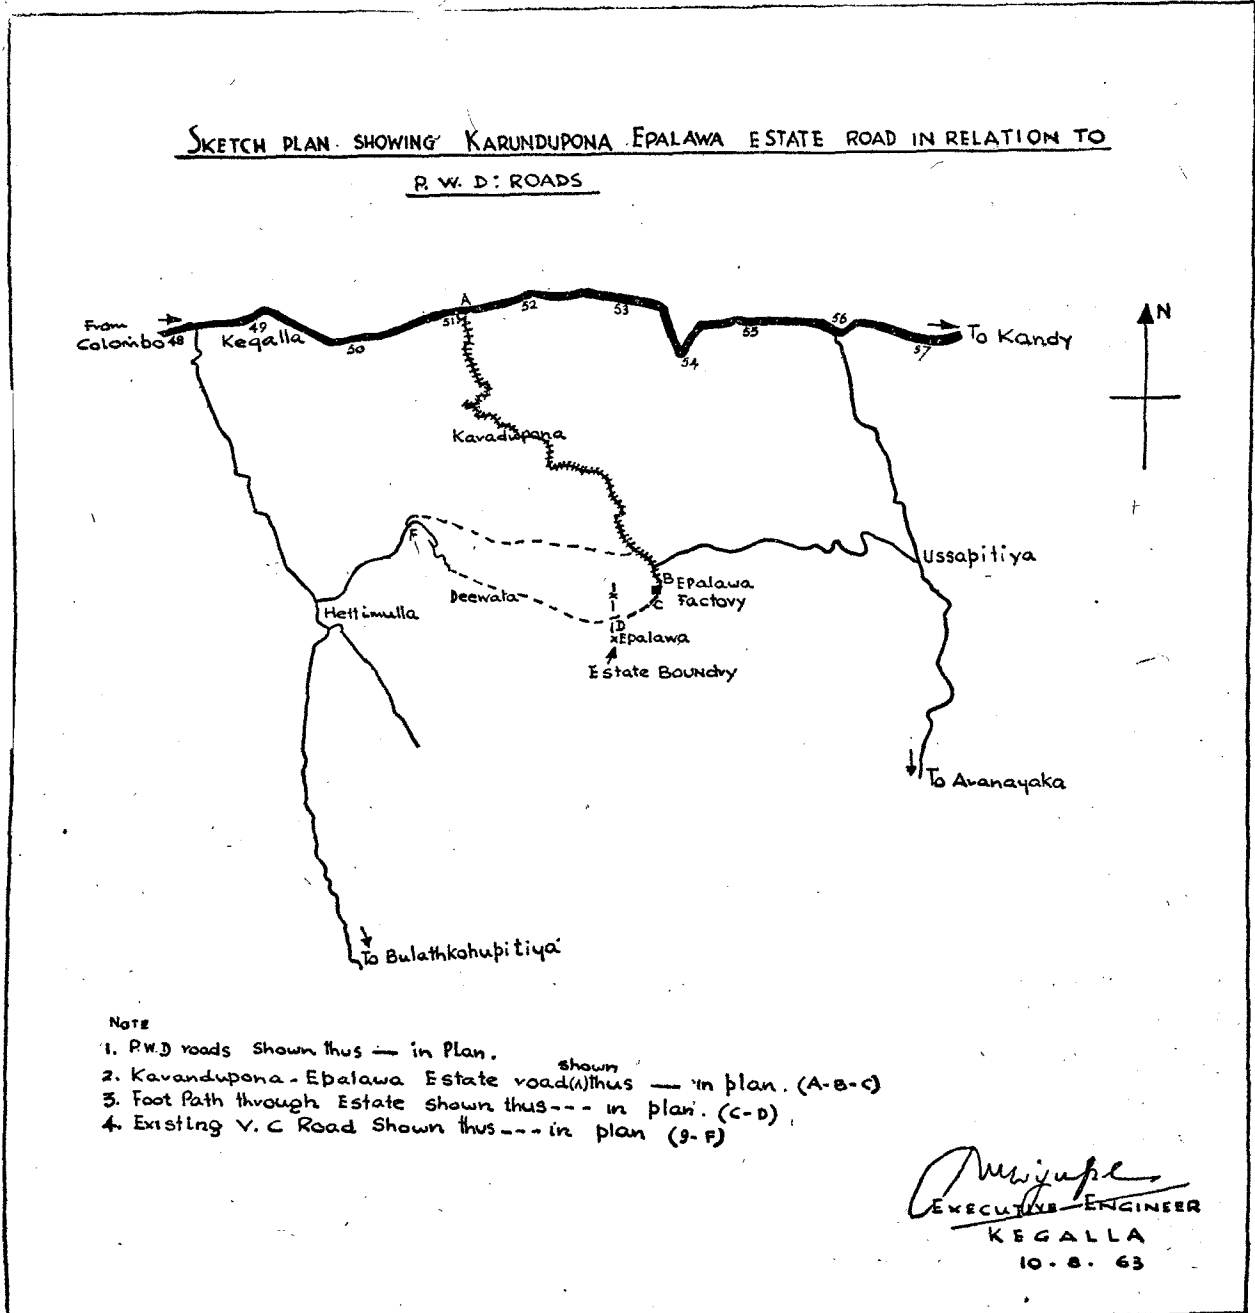 SKETCH PLAN SHOWING KARUNDUPONA EPALAWA ESTATE ROAD IN RELATION TO
P. W. D: ROADS
A
52
53
From
Colombo
48
49
Kegalla
50
51
54
55
56
57
To Kandy
N
Kavadupona
F
Ussapitiya
B
Epalawa
Factory
C
Deewata
Hettimulla
D
Epalawa
Estate Boundry
To Aranayaka
To Bulathkohupitiya
NOTE
1. P.W.D roads Shown thus — in Plan.
2. Karandupona - Epalawa Estate road (^) shown thus — in plan. (A-B-C)
3. Foot Path through Estate shown thus --- in plan. (C-D)
4. Existing V. C Road Shown thus --- in plan (9-F)
EXECUTIVE ENGINEER
KEGALLA
10. 8. 63